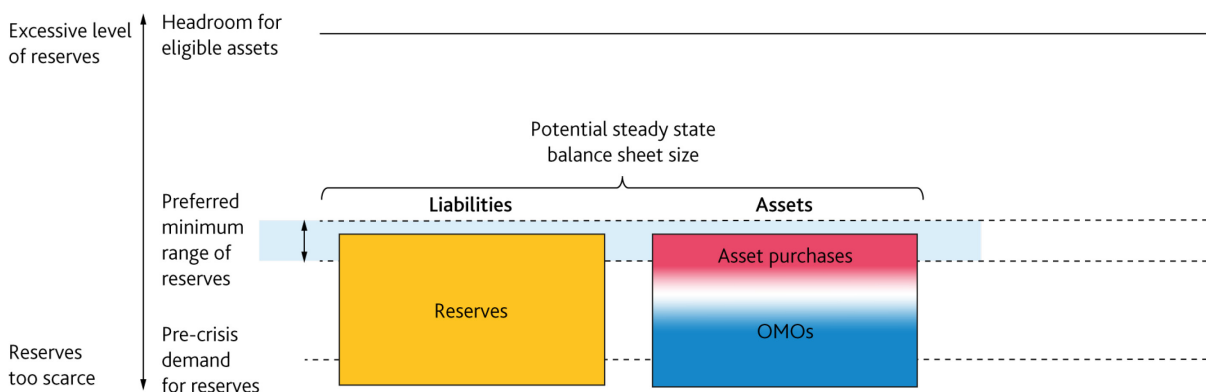 Excessive level
of reserves
Headroom for
eligible assets
Potential steady state
balance sheet size
Preferred
minimum
range of
reserves
Liabilities
Assets
Asset purchases
Reserves
OMOs
Pre-crisis
demand
for reserves
Reserves
too scarce